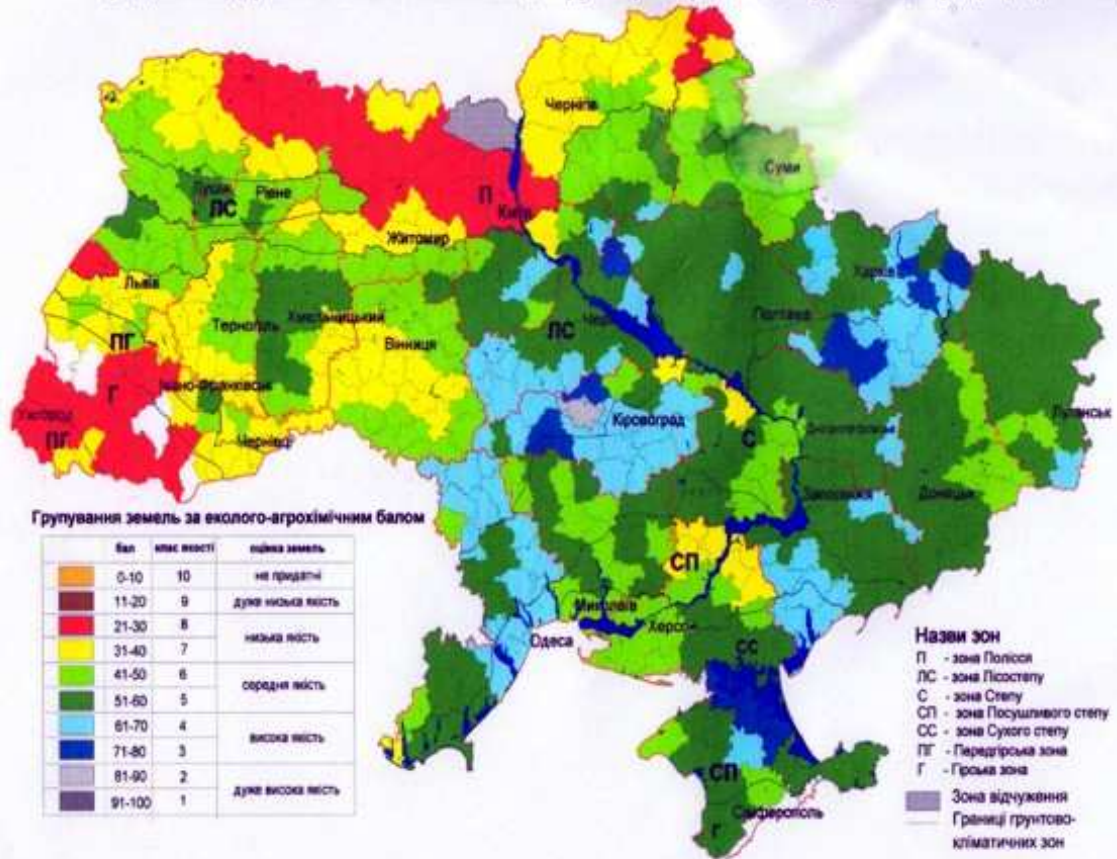 Чернігів
Суми
Луцьк
Рівне
ЛС
П
Київ
Житомир
Харків
Львів
Тернопіль
Хмельницький
ЛС
Полтава
ПГ
Вінниця
Г
Івано-Франківськ
Ужгород
ПГ
Чернівці
Кіровоград
С
Дніпропетровськ
Луганськ
Запоріжжя
Донецьк
СП
Миколаїв
Херсон
Одеса
СС
СП
Сімферополь
Г
Групування земель за еколого-агрохімічним балом
бал клас якості оцінка земель
0-10 10 не придатні
11-20 9 дуже низька якість
21-30 8 низька якість
31-40 7
41-50 6 середня якість
51-60 5
61-70 4 висока якість
71-80 3
81-90 2 дуже висока якість
91-100 1
Назви зон
П - зона Полісся
ЛС - зона Лісостепу
С - зона Степу
СП - зона Посушливого степу
СС - зона Сухого степу
ПГ - Передгірська зона
Г - Гірська зона
Зона відчуження
Границі грунтово-
кліматичних зон